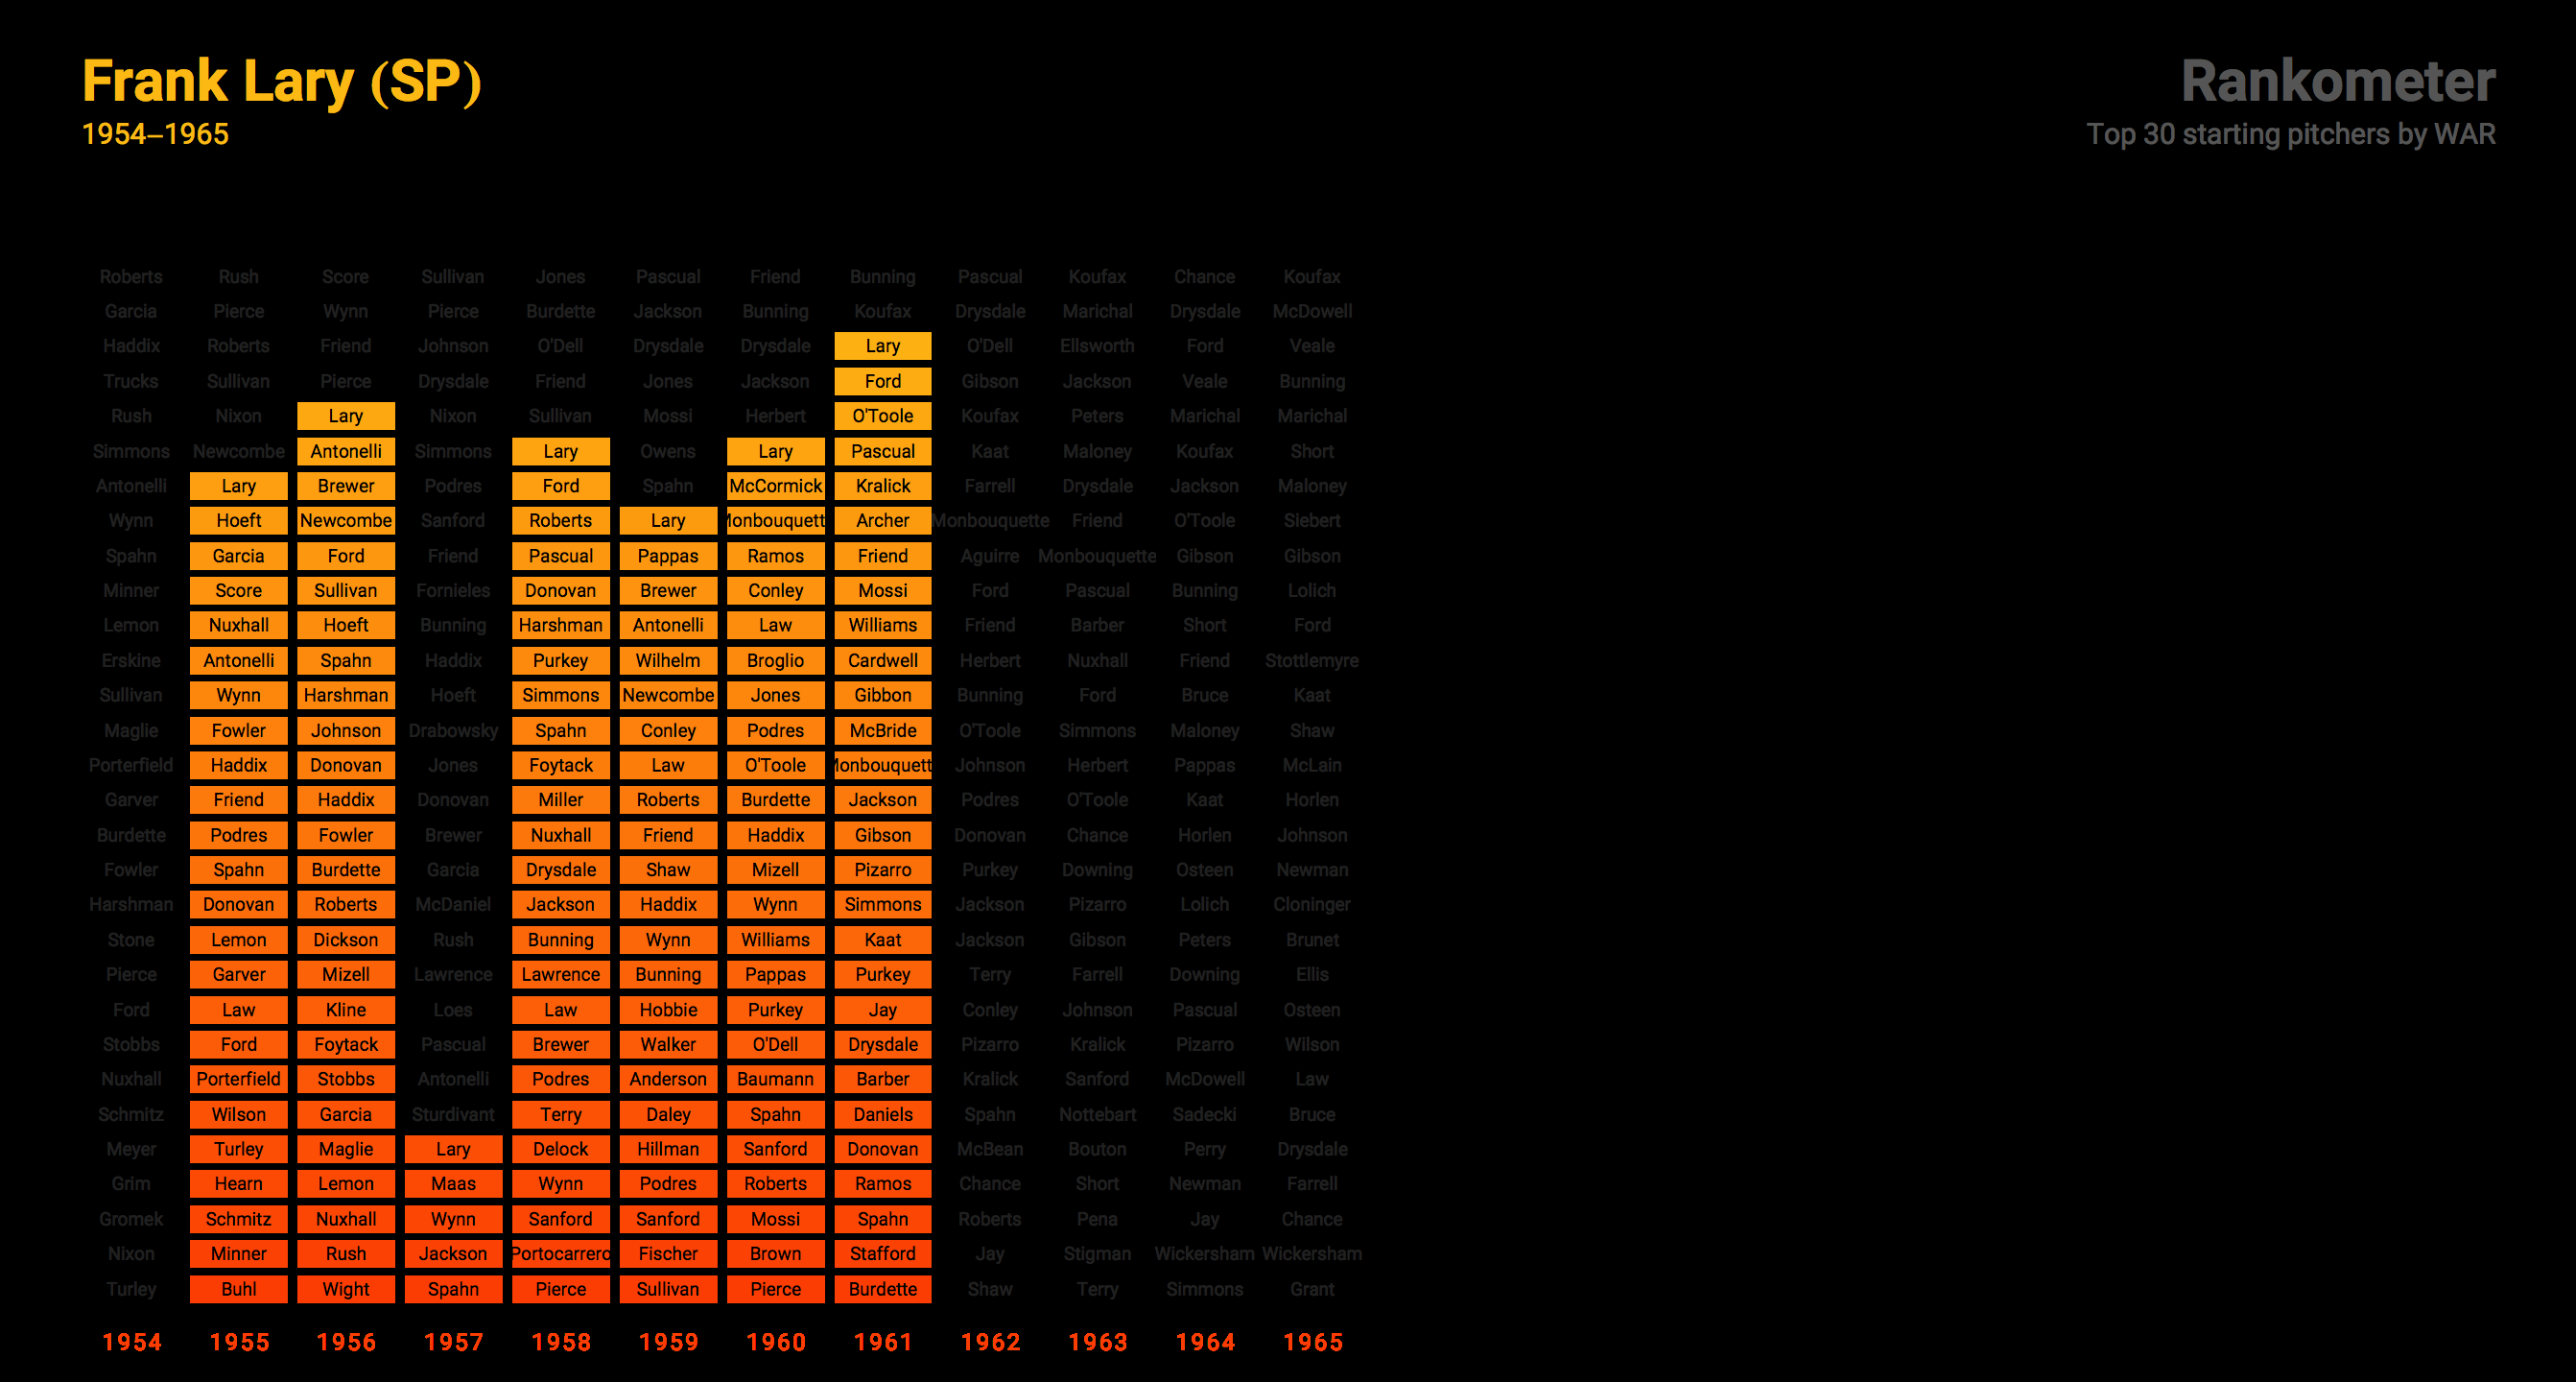 Frank Lary (SP)
1954–1965
Rankometer
Top 30 starting pitchers by WAR
Roberts Rush Score Sullivan Jones Pascual Friend Bunning Pascual Koufax Chance Koufax
Garcia Pierce Wynn Pierce Burdette Jackson Bunning Koufax Drysdale Marichal Drysdale McDowell
Haddix Roberts Friend Johnson O'Dell Drysdale Drysdale Lary O'Dell Ellsworth Ford Veale
Trucks Sullivan Pierce Drysdale Friend Jones Jackson Ford Gibson Jackson Veale Bunning
Rush Nixon Lary Nixon Sullivan Mossi Herbert O'Toole Koufax Peters Marichal Marichal
Simmons Newcombe Antonelli Simmons Lary Owens Lary Pascual Kaat Maloney Koufax Short
Antonelli Lary Brewer Podres Ford Spahn McCormick Kralick Farrell Drysdale Jackson Maloney
Wynn Hoeft Newcombe Sanford Roberts Lary Monbouquett Archer Monbouquette Friend O'Toole Siebert
Spahn Garcia Ford Friend Pascual Pappas Ramos Friend Aguirre Monbouquette Gibson Gibson
Minner Score Sullivan Fornieles Donovan Brewer Conley Mossi Ford Pascual Bunning Lolich
Lemon Nuxhall Hoeft Bunning Harshman Antonelli Law Williams Friend Barber Short Ford
Erskine Antonelli Spahn Haddix Purkey Wilhelm Broglio Cardwell Herbert Nuxhall Friend Stottlemyre
Sullivan Wynn Harshman Hoeft Simmons Newcombe Jones Gibbon Bunning Ford Bruce Kaat
Maglie Fowler Johnson Drabowsky Spahn Conley Podres McBride O'Toole Simmons Maloney Shaw
Porterfield Haddix Donovan Jones Foytack Law O'Toole Monbouquett Johnson Herbert Pappas McLain
Garver Friend Haddix Donovan Miller Roberts Burdette Jackson Podres O'Toole Kaat Horlen
Burdette Podres Fowler Brewer Nuxhall Friend Haddix Gibson Donovan Chance Horlen Johnson
Fowler Spahn Burdette Garcia Drysdale Shaw Mizell Pizarro Purkey Downing Osteen Newman
Harshman Donovan Roberts McDaniel Jackson Haddix Wynn Simmons Jackson Pizarro Lolich Cloninger
Stone Lemon Dickson Rush Bunning Wynn Williams Kaat Jackson Gibson Peters Brunet
Pierce Garver Mizell Lawrence Lawrence Bunning Pappas Purkey Terry Farrell Downing Ellis
Ford Law Kline Loes Law Hobbie Purkey Jay Conley Johnson Pascual Osteen
Stobbs Ford Foytack Pascual Brewer Walker O'Dell Drysdale Pizarro Kralick Pizarro Wilson
Nuxhall Porterfield Stobbs Antonelli Podres Anderson Baumann Barber Kralick Sanford McDowell Law
Schmitz Wilson Garcia Sturdivant Terry Daley Spahn Daniels Spahn Nottebart Sadecki Bruce
Meyer Turley Maglie Lary Delock Hillman Sanford Donovan McBean Bouton Perry Drysdale
Grim Hearn Lemon Maas Wynn Podres Roberts Ramos Chance Short Newman Farrell
Gromek Schmitz Nuxhall Wynn Sanford Sanford Mossi Spahn Roberts Pena Jay Chance
Nixon Minner Rush Jackson Portocarrero Fischer Brown Stafford Jay Stigman Wickersham Wickersham
Turley Buhl Wight Spahn Pierce Sullivan Pierce Burdette Shaw Terry Simmons Grant
1954 1955 1956 1957 1958 1959 1960 1961 1962 1963 1964 1965